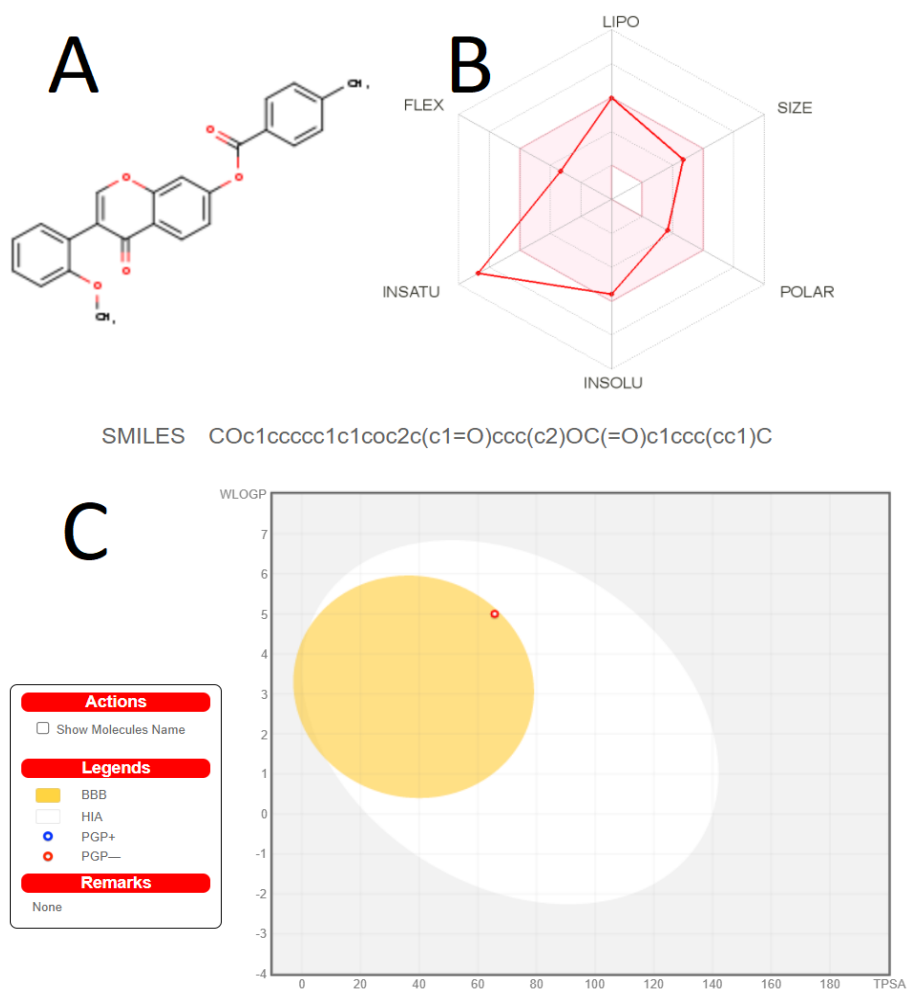 A
B
LIPO
FLEX
SIZE
INSATU
POLAR
INSOLU
O
CH,
O
O
O
O
CH,
SMILES COc1ccccc1c1coc2c(c1=O)ccc(c2)OC(=O)c1ccc(cc1)C
C
WLOGP
7
6
5
4
3
2
1
0
-1
-2
-3
-4
0 20 40 60 80 100 120 140 160 180 TPSA
Actions
Show Molecules Name
Legends
BBB
HIA
PGP+
PGP—
Remarks
None